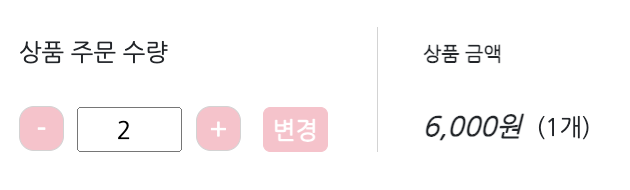 상품 주문 수량
- 2 + 변경
상품 금액
6,000원 (1개)